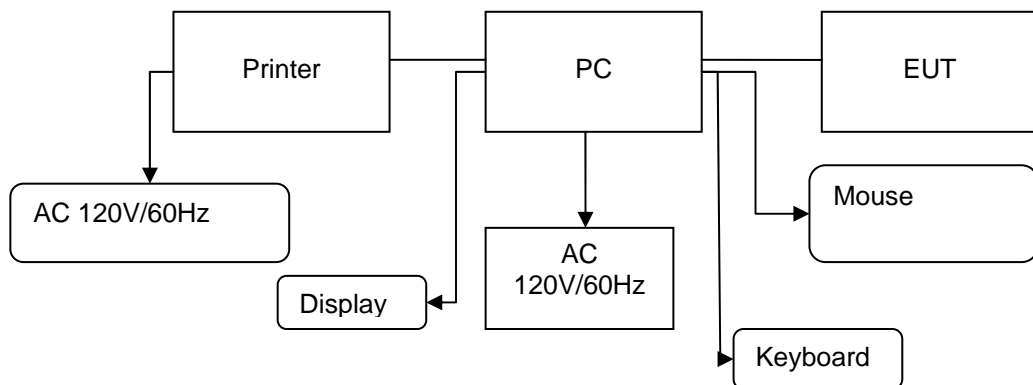 Printer
PC
EUT
AC 120V/60Hz
Mouse
AC
120V/60Hz
Display
Keyboard